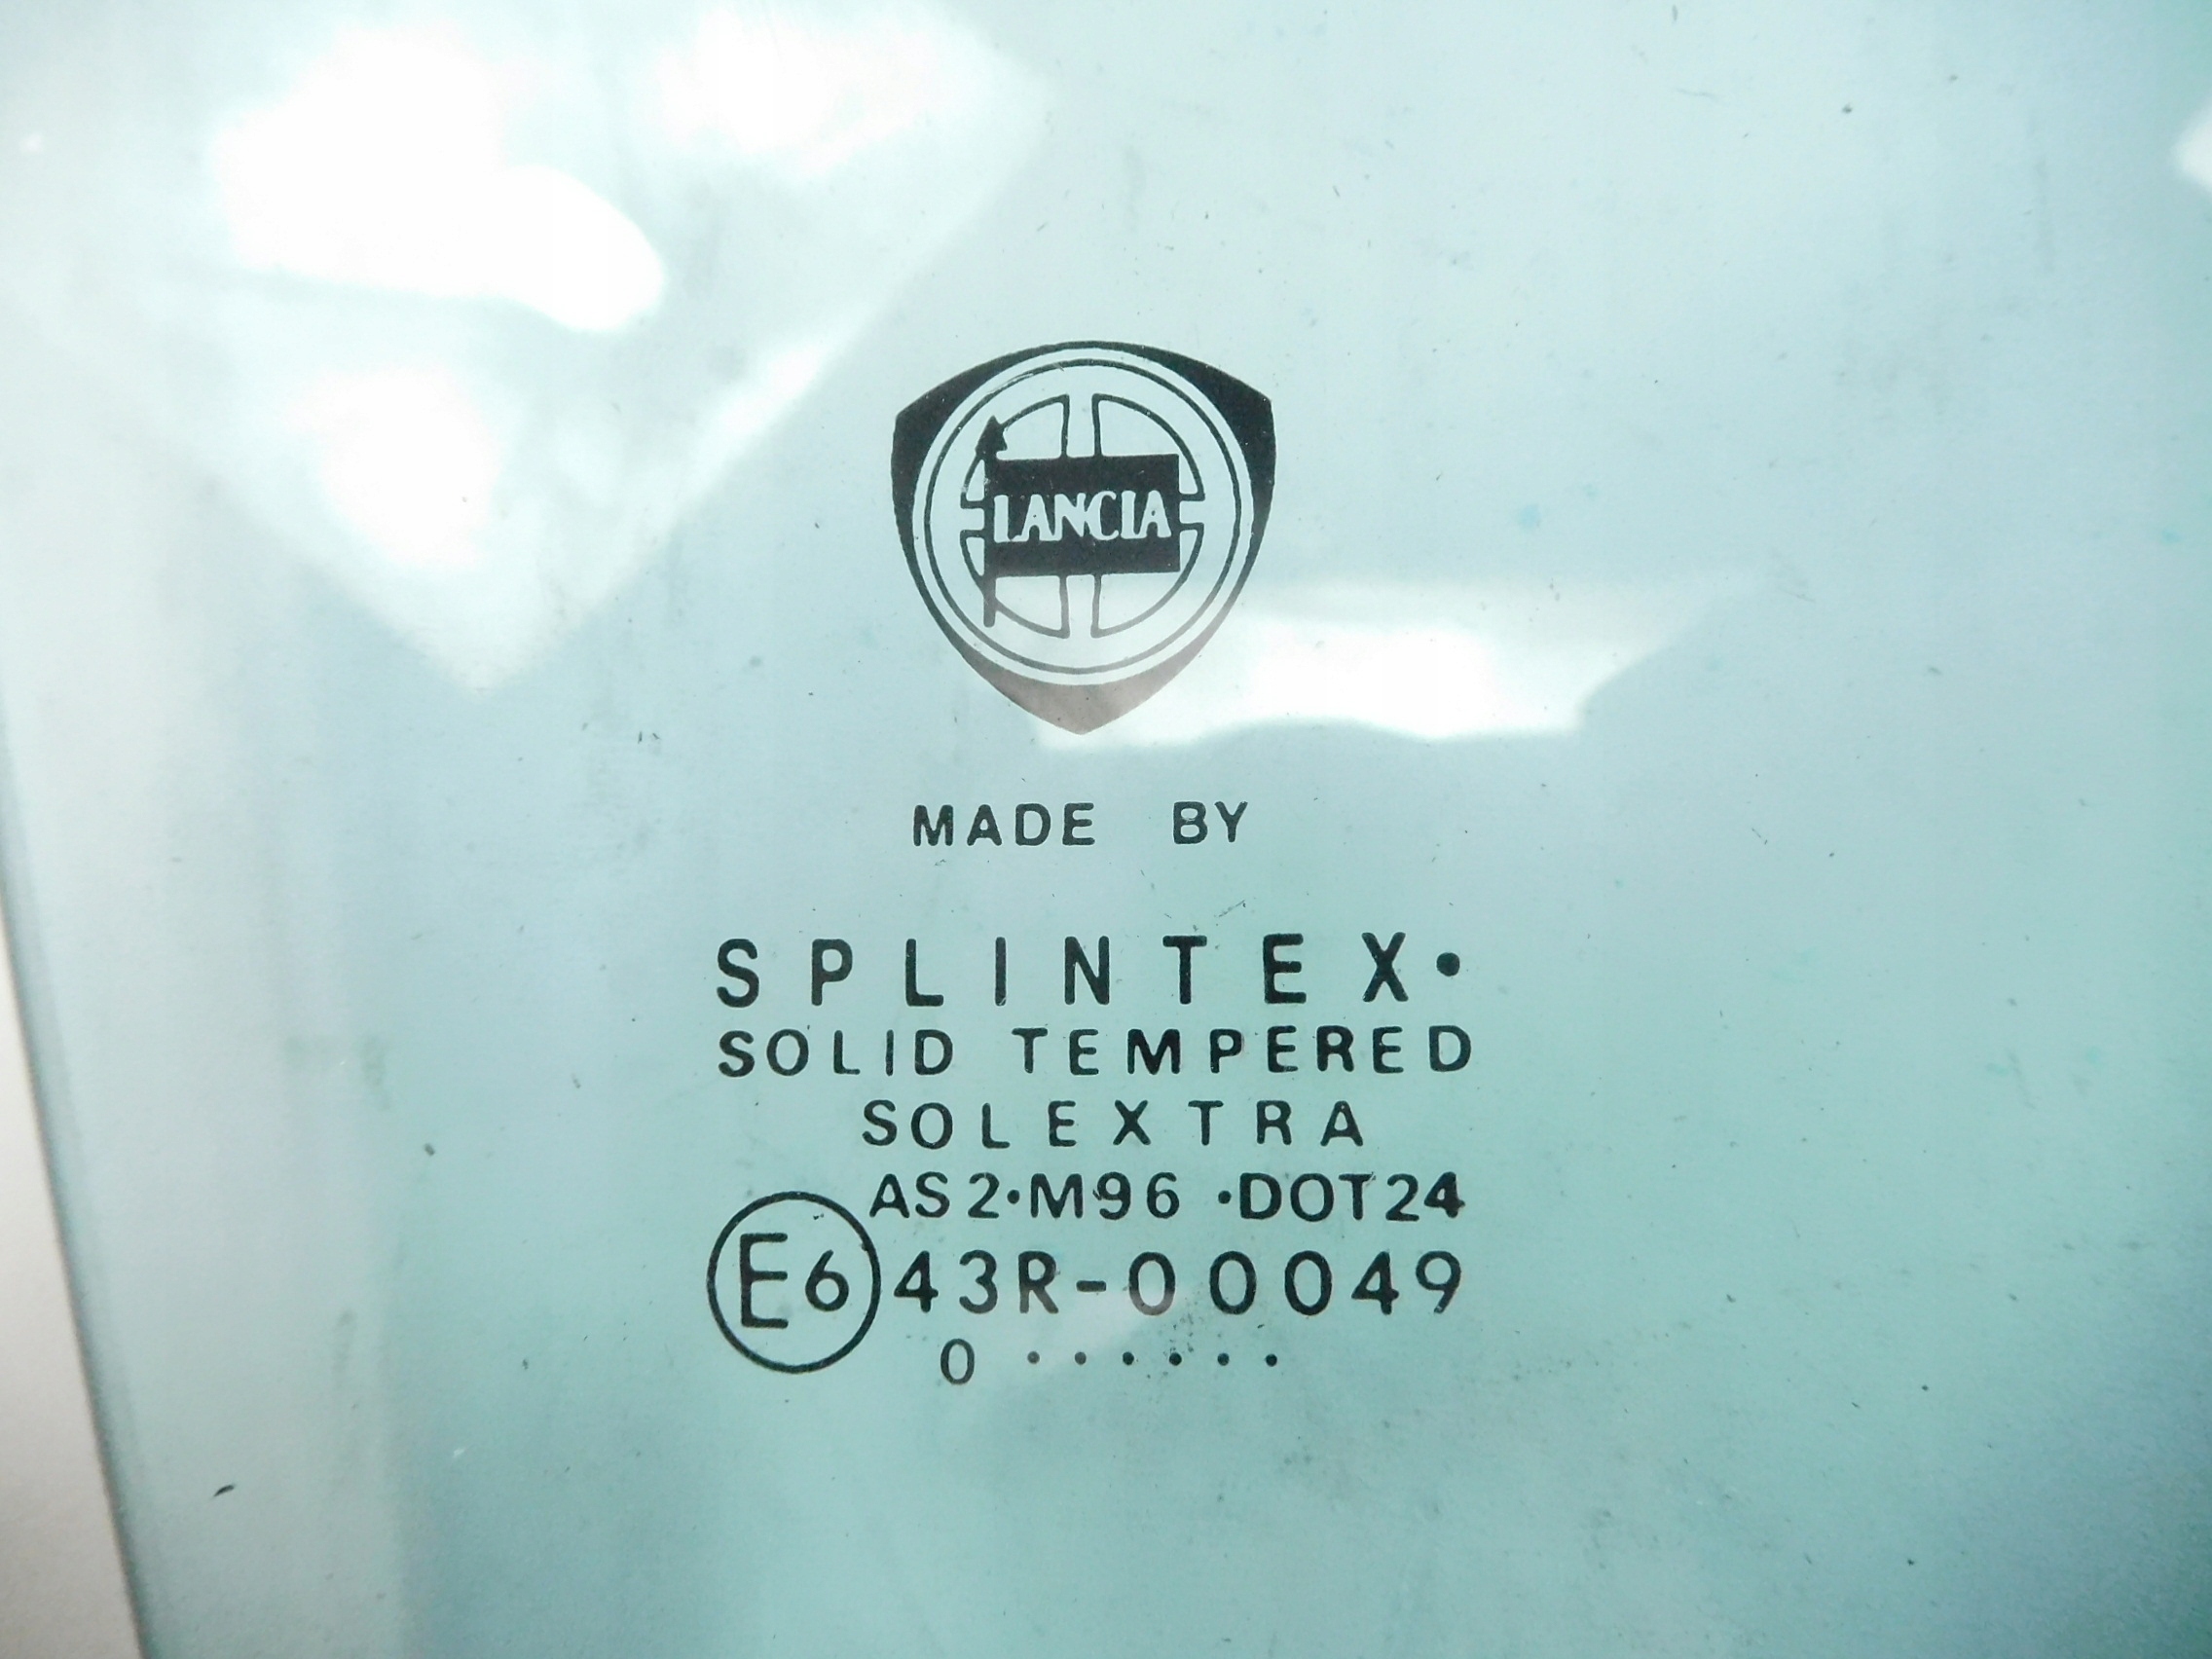 LANCIA
MADE BY
SPLINTEX•
SOLID TEMPERED
SOLEXTRA
AS2•M96 •DOT24
E6 43R-00049
0 ••••••